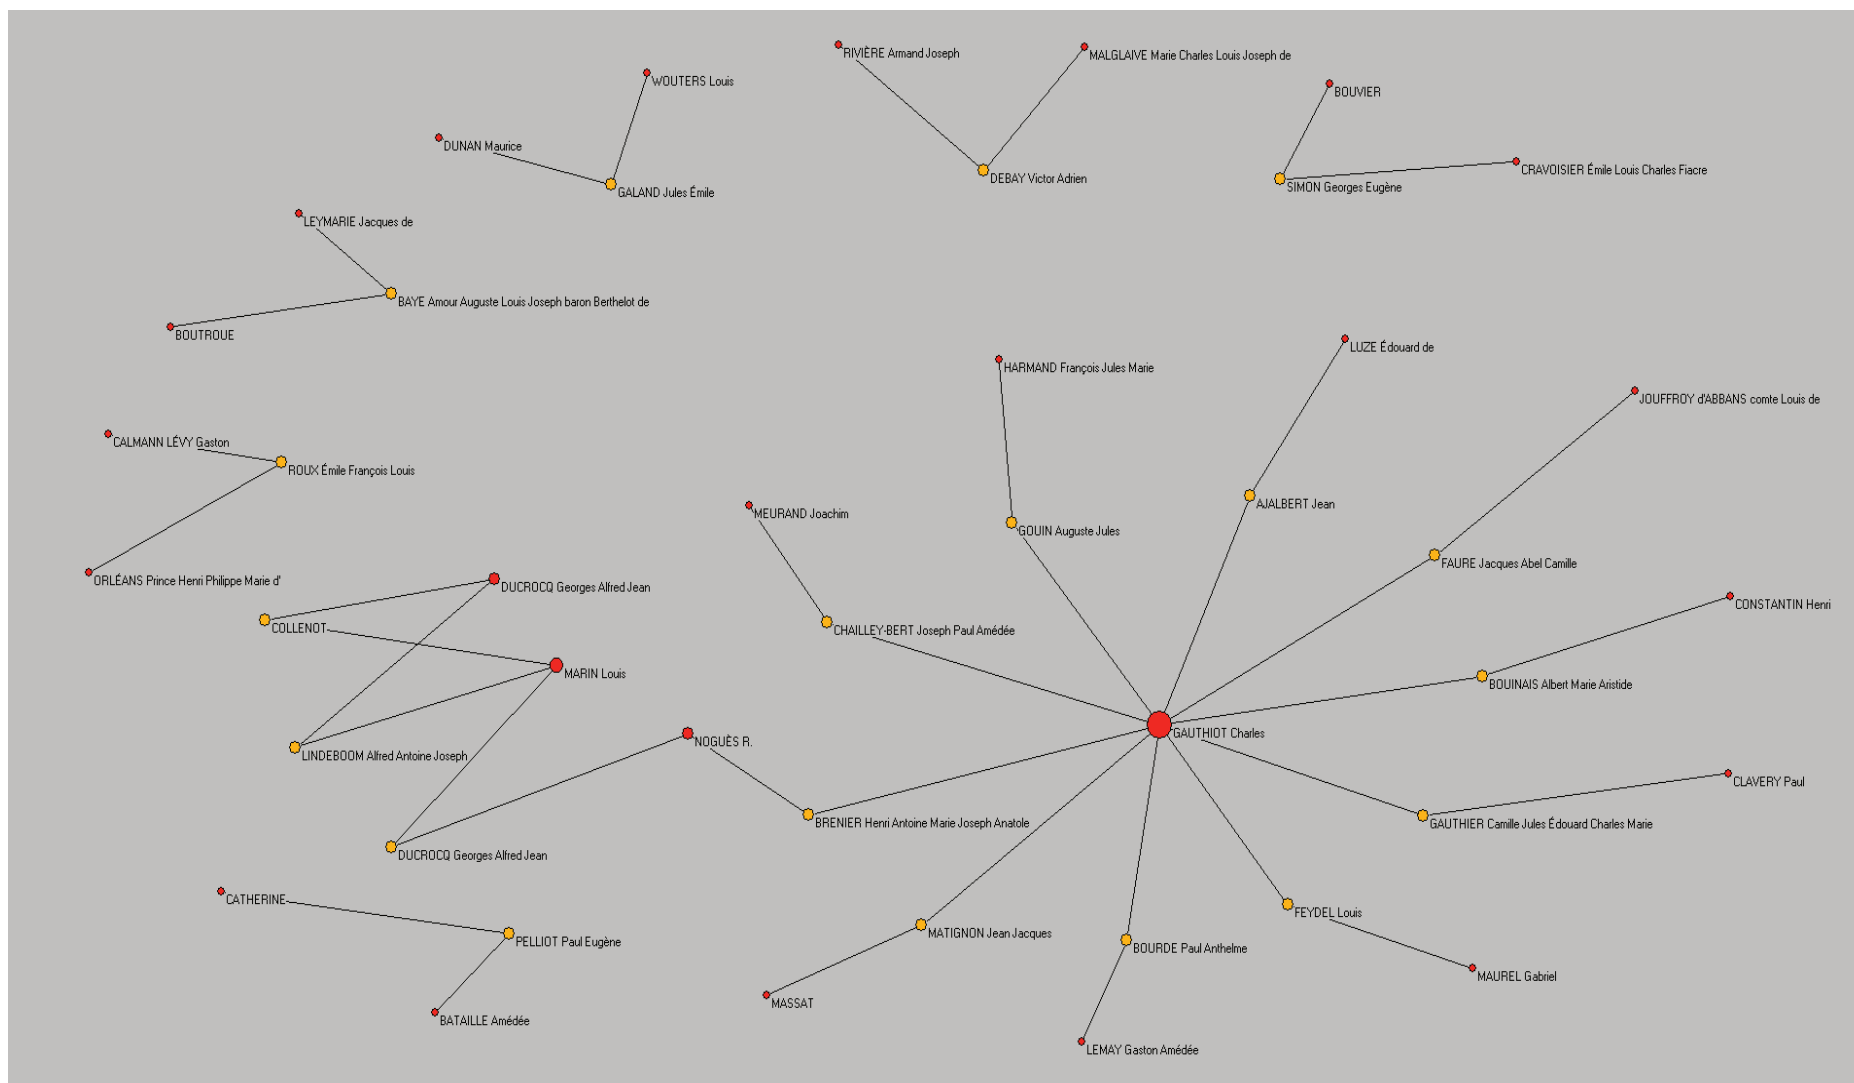 RIVIÈRE Armand Joseph
MALGLAIVE Marie Charles Louis Joseph de
WOUTERS Louis
BOUVIER
DUNAN Maurice
CRAVOISIER Émile Louis Charles Fiacre
DEBAY Victor Adrien
SIMON Georges Eugène
GALAND Jules Émile
LEYMARIE Jacques de
BAYE Amour Auguste Louis Joseph baron Berthelot de
BOUTROUE
LUZE Édouard de
HARMAND François Jules Marie
JOUFFROY d'ABBANS comte Louis de
CALMANN LÉVY Gaston
ROUX Émile François Louis
AJALBERT Jean
MEURAND Joachim
GOUIN Auguste Jules
FAURE Jacques Abel Camille
ORLÉANS Prince Henri Philippe Marie d'
DUCROCQ Georges Alfred Jean
CONSTANTIN Henri
COLLENOT
CHAILLEY-BERT Joseph Paul Amédée
MARIN Louis
BOUINAIS Albert Marie Aristide
GAUTHIOT Charles
NOGUÈS R.
LINDEBOOM Alfred Antoine Joseph
CLAVERY Paul
BRENIER Henri Antoine Marie Joseph Anatole
GAUTHIER Camille Jules Édouard Charles Marie
DUCROCQ Georges Alfred Jean
CATHERINE
FEYDEL Louis
MATIGNON Jean Jacques
PELLIOT Paul Eugène
BOURDE Paul Anthelme
MAUREL Gabriel
MASSAT
BATAILLE Amédée
LEMAY Gaston Amédée